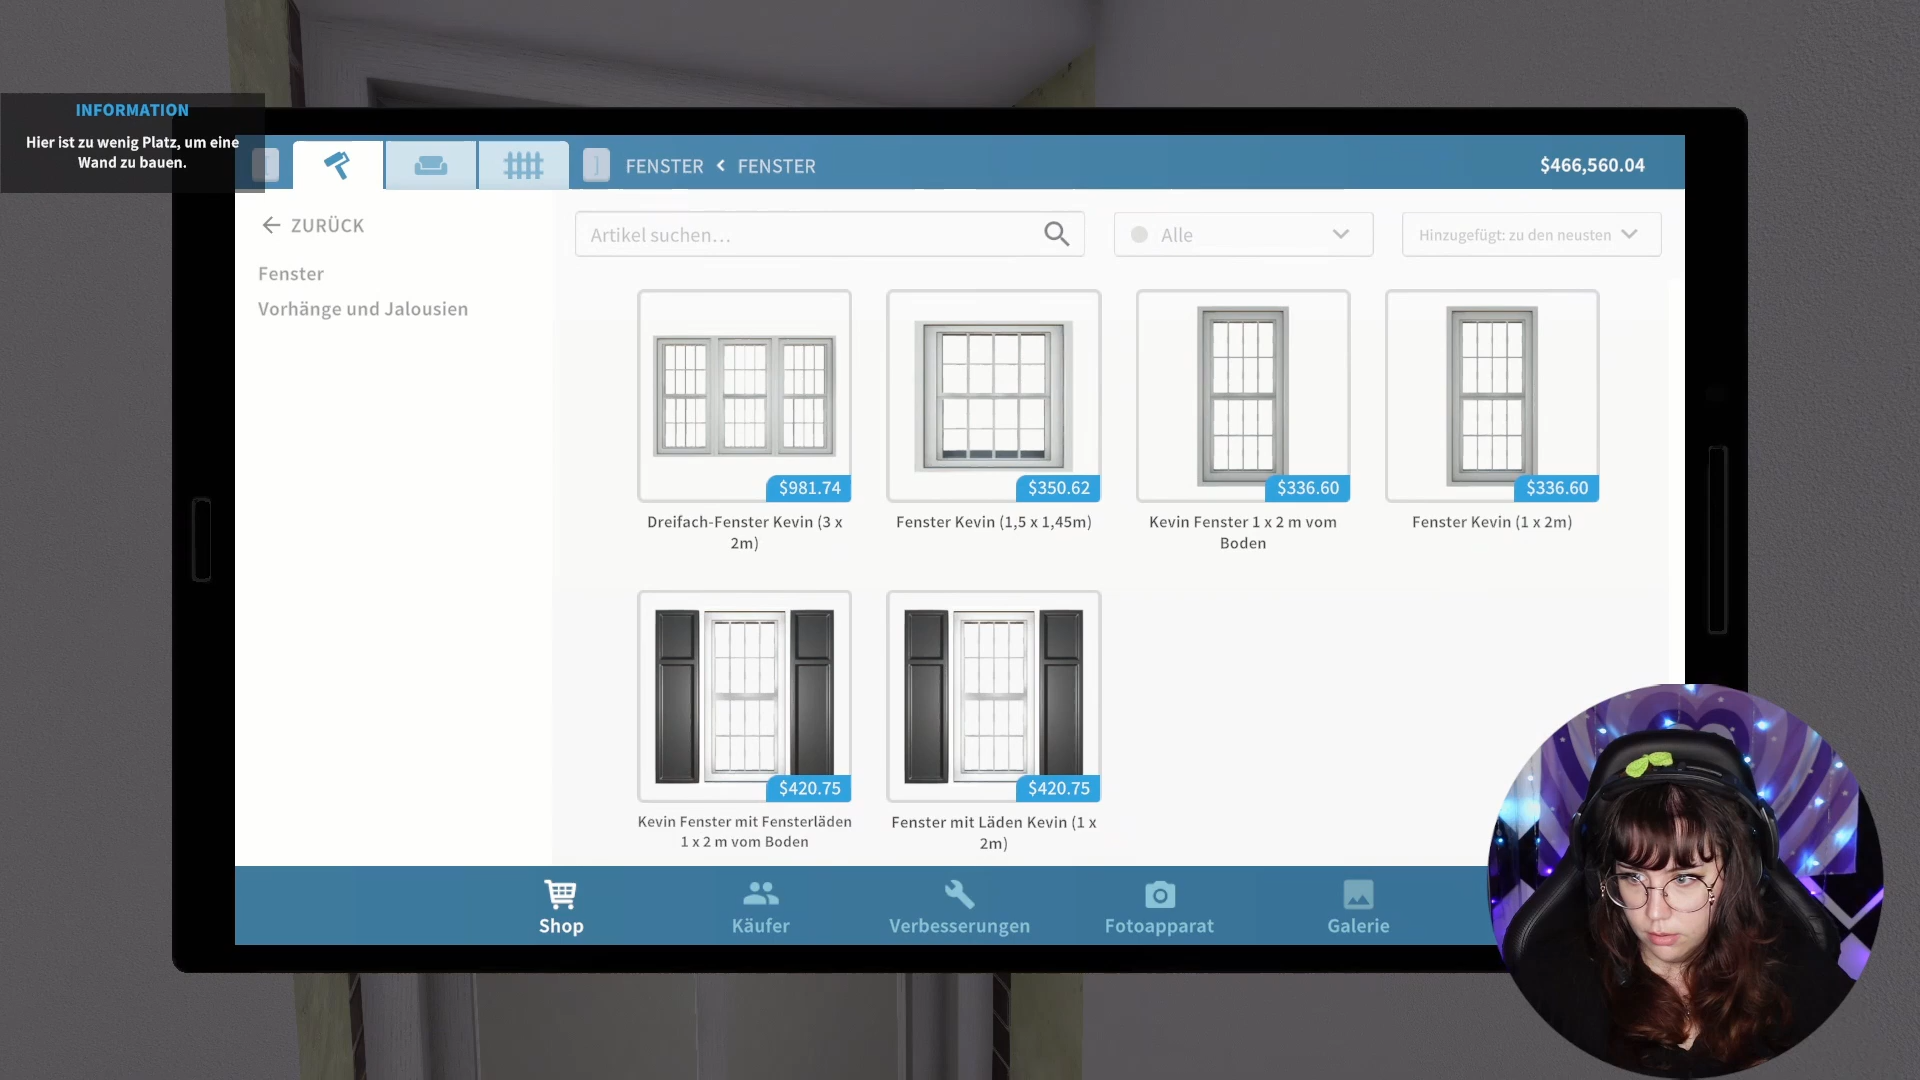 INFORMATION
Hier ist zu wenig Platz, um eine
Wand zu bauen.
[
]
FENSTER < FENSTER
$466,560.04
ZURÜCK
Fenster
Vorhänge und Jalousien
Artikel suchen...
Alle
Hinzugefügt: zu den neusten
$981.74
$350.62
$336.60
$336.60
Dreifach-Fenster Kevin (3 x
2m)
Fenster Kevin (1,5 x 1,45m)
Kevin Fenster 1 x 2 m vom
Boden
Fenster Kevin (1 x 2m)
$420.75
$420.75
Kevin Fenster mit Fensterläden
1 x 2 m vom Boden
Fenster mit Läden Kevin (1 x
2m)
Shop
Käufer
Verbesserungen
Fotoapparat
Galerie